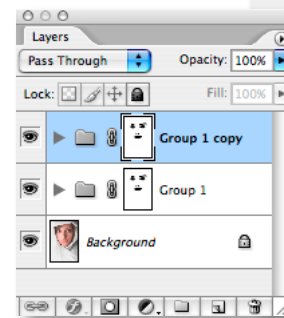 Layers
Pass Through Opacity: 100%
Lock: Fill: 100%
Group 1 copy
Group 1
Background